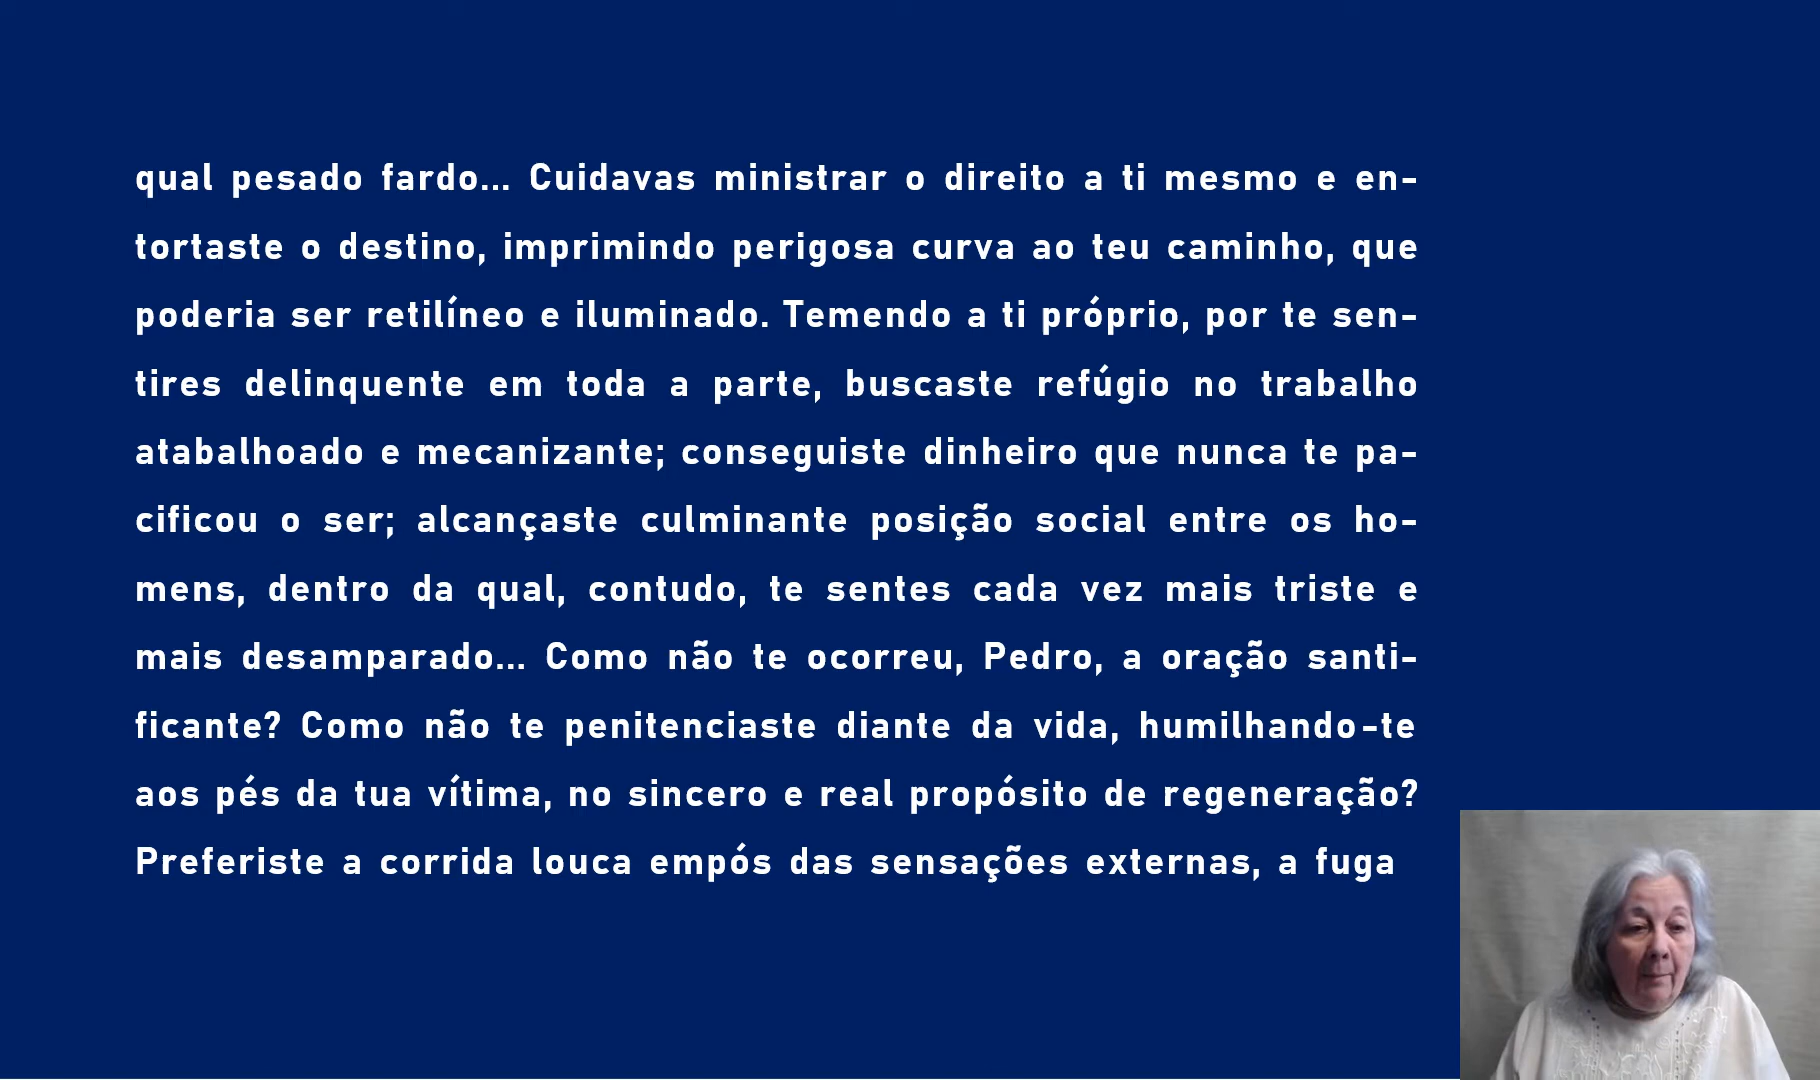 qual pesado fardo... Cuidavas ministrar o direito a ti mesmo e en-
tortaste o destino, imprimindo perigosa curva ao teu caminho, que
poderia ser retilíneo e iluminado. Temendo a ti próprio, por te sen-
tires delinquente em toda a parte, buscaste refúgio no trabalho
atabalhoado e mecanizante; conseguiste dinheiro que nunca te pa-
cificou o ser; alcançaste culminante posição social entre os ho-
mens, dentro da qual, contudo, te sentes cada vez mais triste e
mais desamparado... Como não te ocorreu, Pedro, a oração santi-
ficante? Como não te penitenciaste diante da vida, humilhando-te
aos pés da tua vítima, no sincero e real propósito de regeneração?
Preferiste a corrida louca empós das sensações externas, a fuga